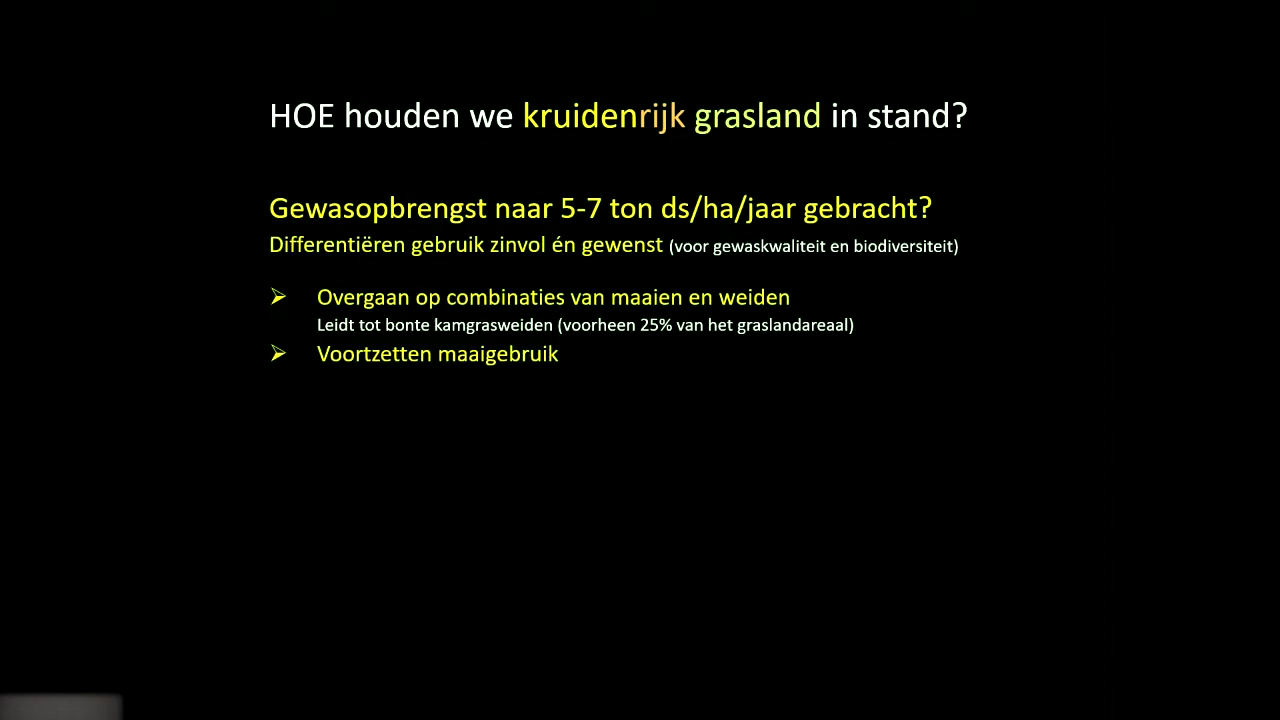 HOE houden we kruidenrijk grasland in stand?
Gewasopbrengst naar 5-7 ton ds/ha/jaar gebracht?
Differentiëren gebruik zinvol én gewenst (voor gewaskwaliteit en biodiversiteit)
➢ Overgaan op combinaties van maaien en weiden
Leidt tot bonte kamgrasweiden (voorheen 25% van het graslandareaal)
➢ Voortzetten maaigebruik